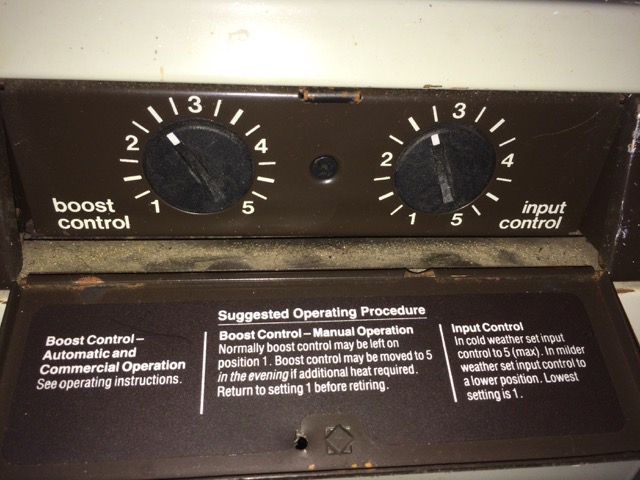 3
2
4
1
5
boost
control
3
2
4
1
5
input
control
Suggested Operating Procedure
Boost Control –
Automatic and
Commercial Operation
See operating instructions.
Boost Control – Manual Operation
Normally boost control may be left on
position 1. Boost control may be moved to 5
in the evening if additional heat required.
Return to setting 1 before retiring.
Input Control
In cold weather set input
control to 5 (max). In milder
weather set input control to
a lower position. Lowest
setting is 1.